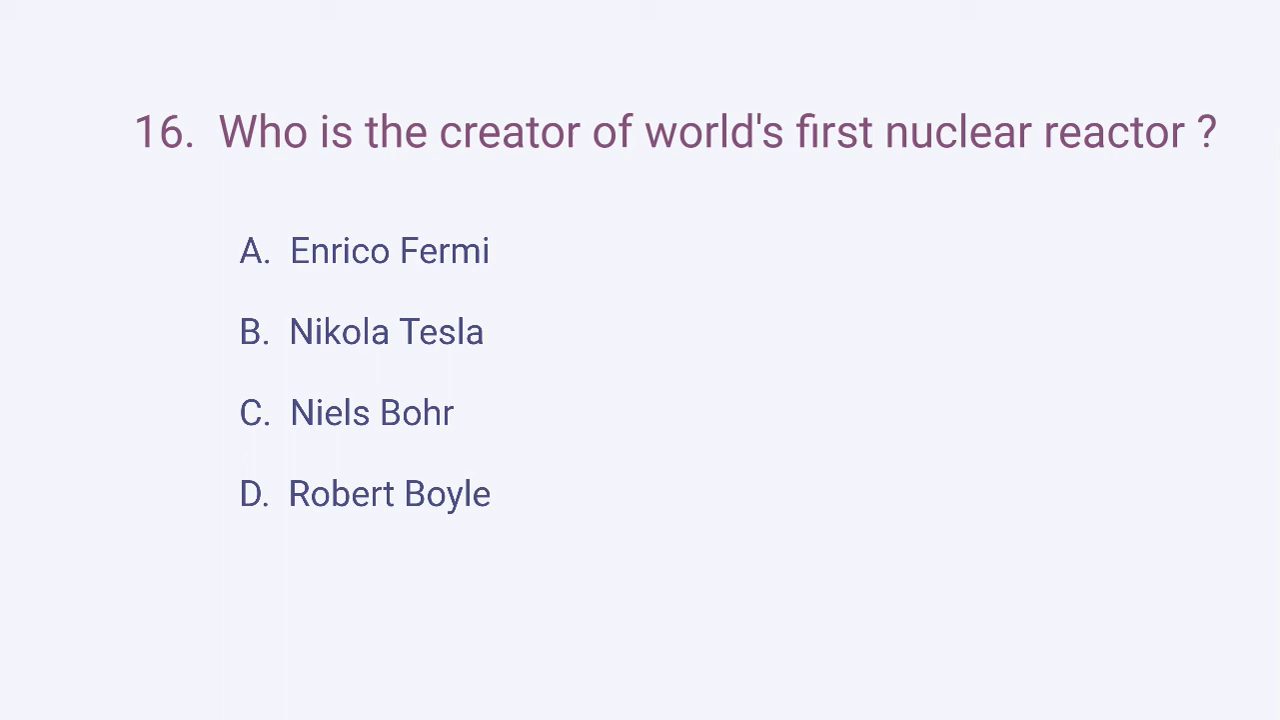 16. Who is the creator of world's first nuclear reactor ?
A. Enrico Fermi
B. Nikola Tesla
C. Niels Bohr
D. Robert Boyle